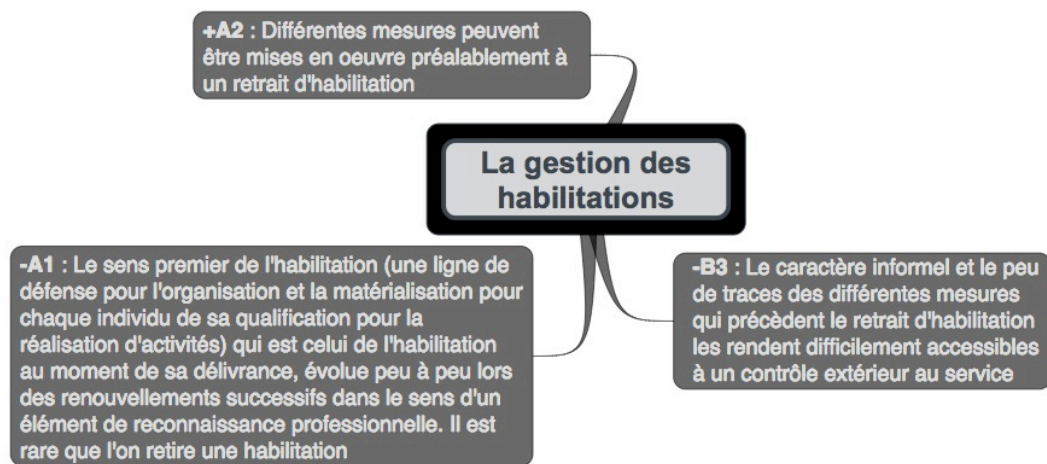 +A2 : Différentes mesures peuvent
être mises en oeuvre préalablement à
un retrait d'habilitation
La gestion des
habilitations
-A1 : Le sens premier de l'habilitation (une ligne de
défense pour l'organisation et la matérialisation pour
chaque individu de sa qualification pour la
réalisation d'activités) qui est celui de l'habilitation
au moment de sa délivrance, évolue peu à peu lors
des renouvellements successifs dans le sens d'un
élément de reconnaissance professionnelle. Il est
rare que l'on retire une habilitation
-B3 : Le caractère informel et le peu
de traces des différentes mesures
qui précèdent le retrait d'habilitation
les rendent difficilement accessibles
à un contrôle extérieur au service